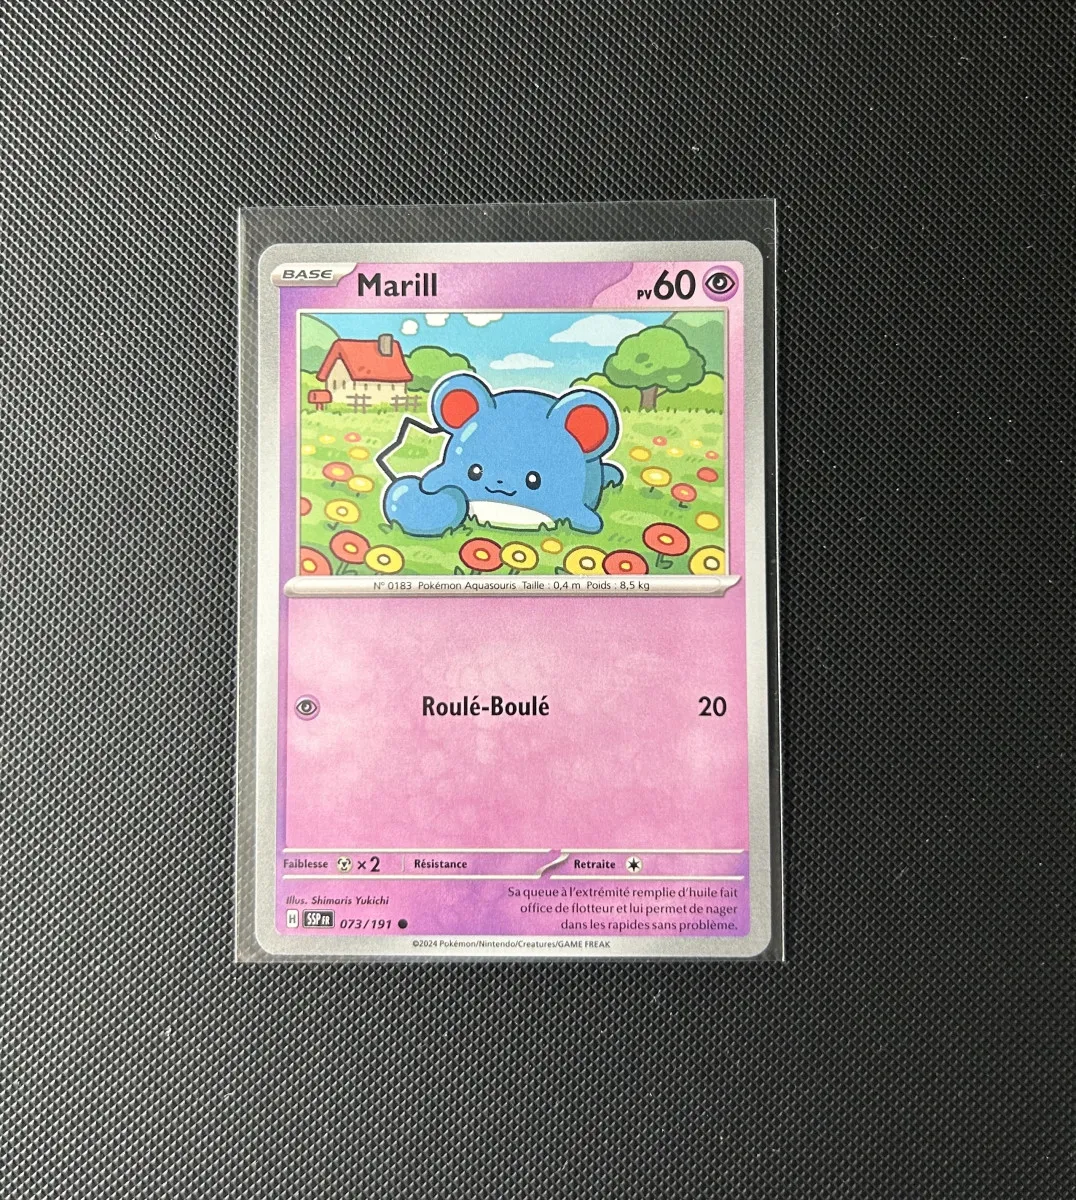 BASE Marill PV 60
N° 0183 Pokémon Aquasouris Taille : 0,4 m Poids : 8,5 kg
Roulé-Boulé 20
Faiblesse ×2 Résistance Retraite
Illus. Shimaris Yukichi
H SSP FR 073/191
Sa queue à l'extrémité remplie d'huile fait
office de flotteur et lui permet de nager
dans les rapides sans problème.
©2024 Pokémon/Nintendo/Creatures/GAME FREAK